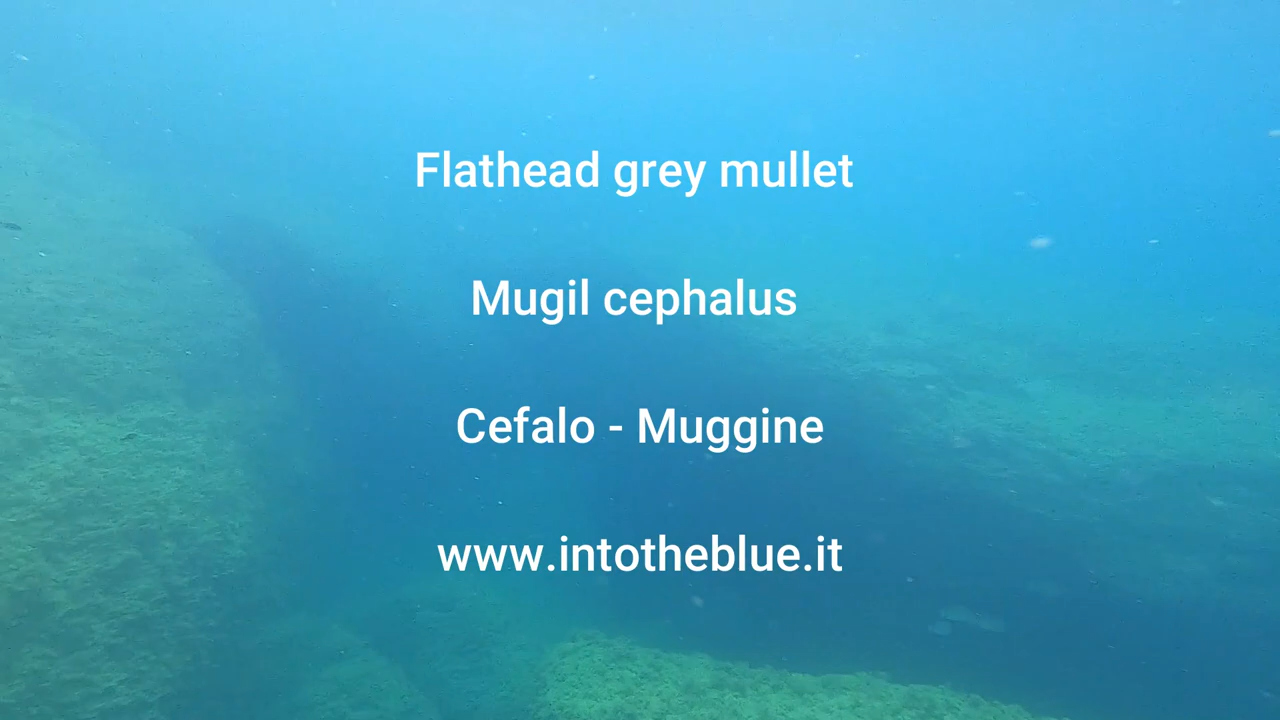 Flathead grey mullet
Mugil cephalus
Cefalo - Muggine
www.intotheblue.it